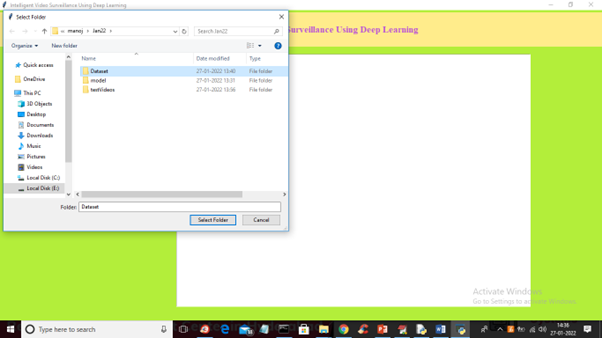 Intelligent Video Surveillance Using Deep Learning
Select Folder
Surveillance Using Deep Learning
« manoj › Jan22 ›
Search Jan22
Organize
New folder
Name
Date modified
Type
Quick access
OneDrive
This PC
3D Objects
Desktop
Downloads
Documents
Music
Pictures
Videos
Local Disk (C:)
Local Disk (E:)
Dataset 27-01-2022 13:40 File folder
model 27-01-2022 13:31 File folder
testVideos 27-01-2022 13:36 File folder
Folder: Dataset
Select Folder
Cancel
Activate Windows
Go to Settings to activate Windows.
Type here to search
14:36
27-01-2022